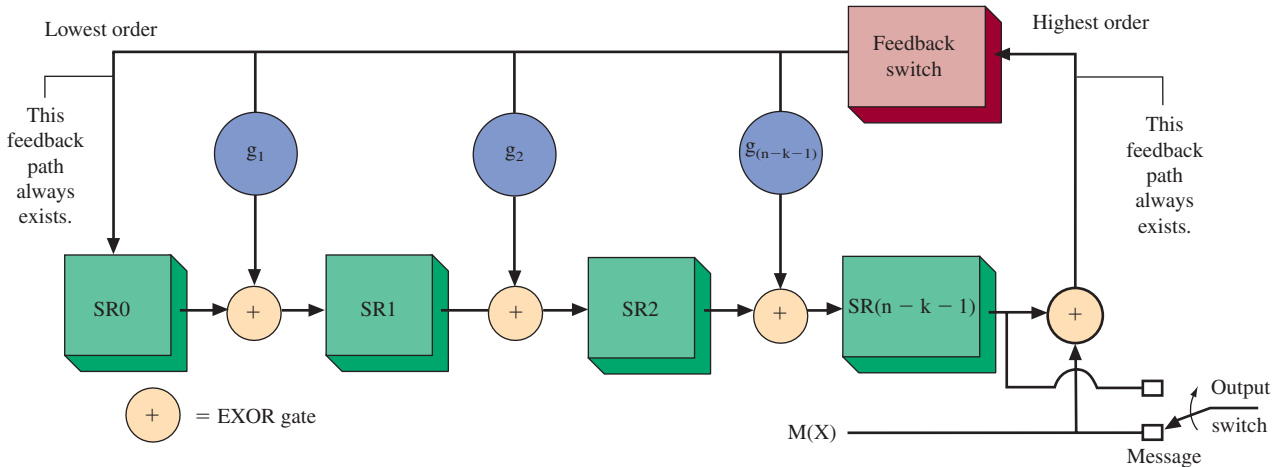 Lowest order
Highest order
Feedback
switch
This
feedback
path
always
exists.
g₁
g₂
g₍ₙ₋ₖ₋₁₎
This
feedback
path
always
exists.
SR0
+
SR1
+
SR2
+
SR(n − k − 1)
+
+
= EXOR gate
M(X)
Output
switch
Message